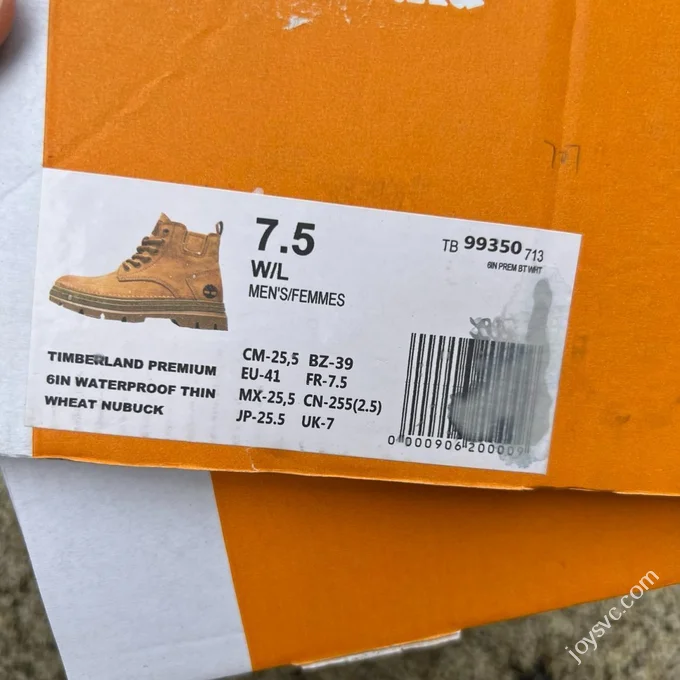 7.5
W/L
MEN'S/FEMMES
TB 99350 713
6IN PREM BT WRT
TIMBERLAND PREMIUM
6IN WATERPROOF THIN
WHEAT NUBUCK
CM-25,5 BZ-39
EU-41 FR-7.5
MX-25,5 CN-255(2.5)
JP-25.5 UK-7
0 000906 200009
joysvc.com